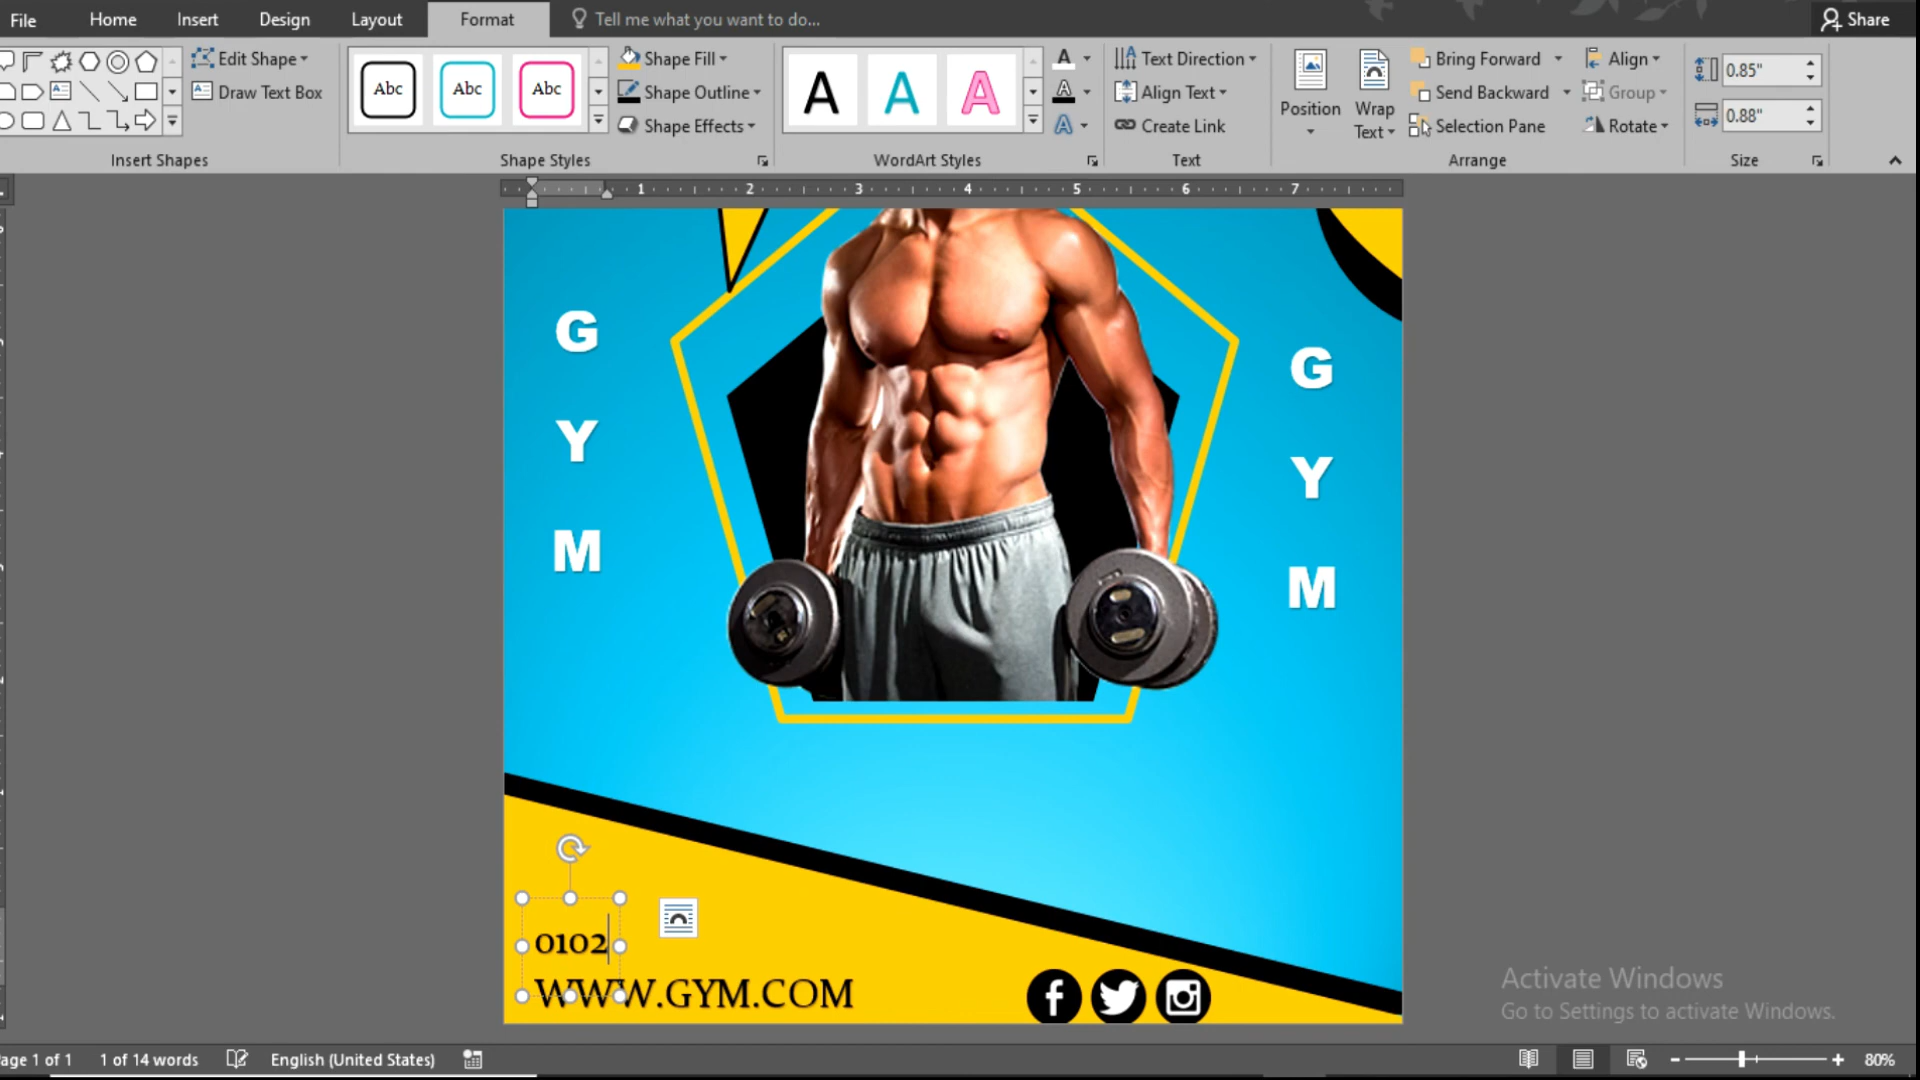 File Home Insert Design Layout Format Tell me what you want to do... Share
Edit Shape
Draw Text Box
Insert Shapes
Abc Abc Abc
Shape Fill
Shape Outline
Shape Effects
Shape Styles
A A A
WordArt Styles
Text Direction
Align Text
Create Link
Text
Position
Wrap Text
Bring Forward
Send Backward
Selection Pane
Align
Group
Rotate
Arrange
0.85"
0.88"
Size
1 2 3 4 5 6 7
G
Y
M
G
Y
M
0102
WWW.GYM.COM
Activate Windows
Go to Settings to activate Windows.
age 1 of 1 1 of 14 words English (United States) 80%